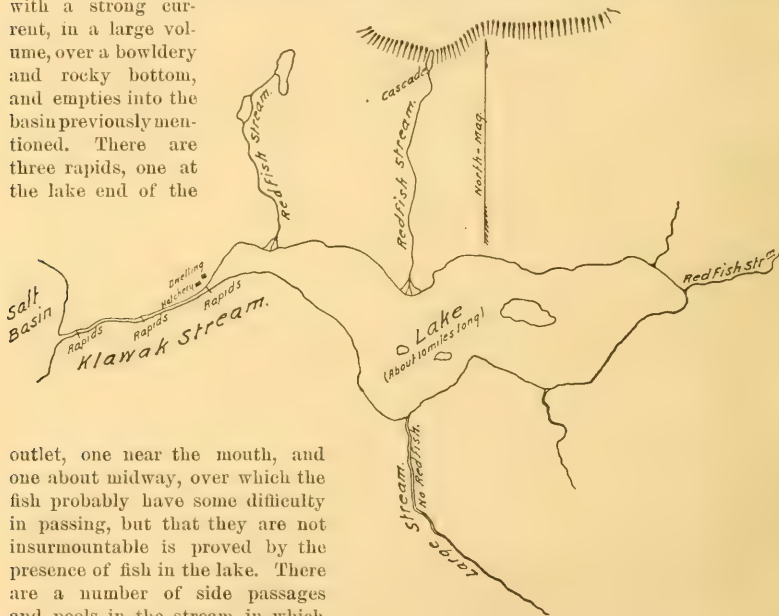 with a strong cur-
rent, in a large vol-
ume, over a bowldery
and rocky bottom,
and empties into the
basin previously men-
tioned. There are
three rapids, one at
the lake end of the
Cascade
Redfish Stream.
Redfish Stream.
North-Mag
Redfish Strm
Dwelling
Hatchery
Salt
Basin
Rapids
Rapids
Rapids
Klawak Stream.
Lake
(About 10 miles long)
Large Stream.
No Redfish.
outlet, one near the mouth, and
one about midway, over which the
fish probably have some difficulty
in passing, but that they are not
insurmountable is proved by the
presence of fish in the lake. There
are a number of side passages
and pools in the stream in which